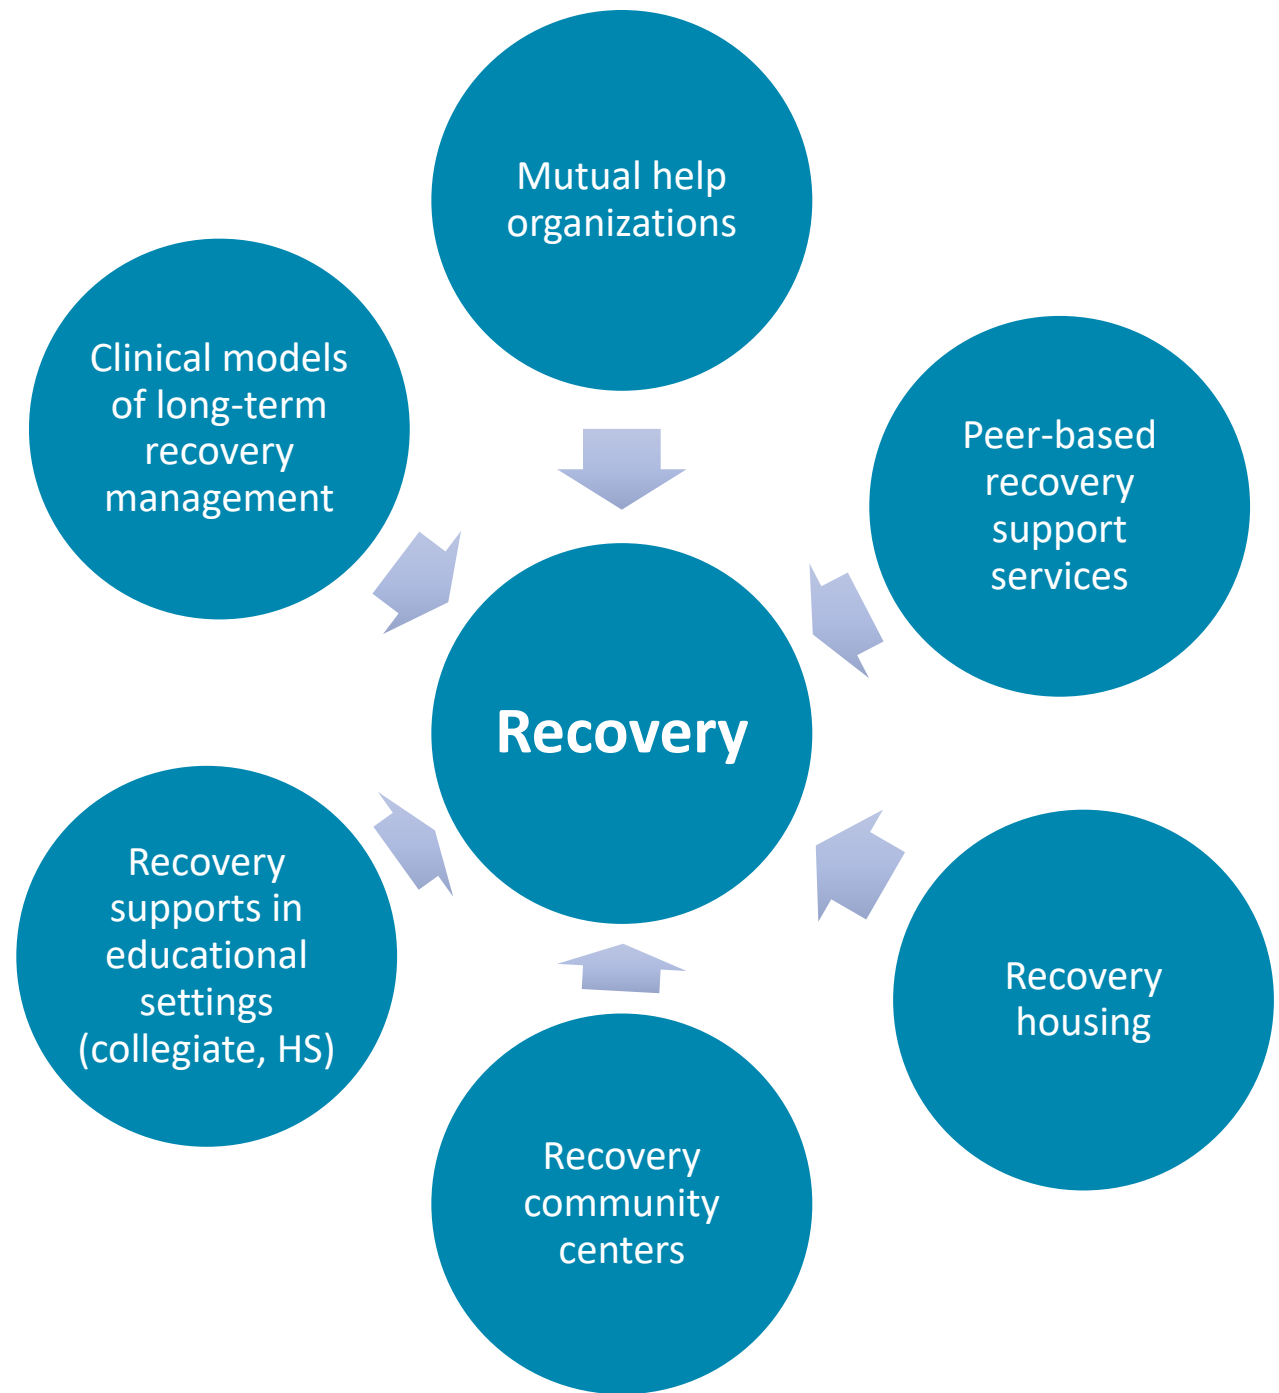 Mutual help
organizations
Peer-based
recovery
support
services
Recovery
housing
Recovery
community
centers
Recovery
supports in
educational
settings
(collegiate, HS)
Clinical models
of long-term
recovery
management
Recovery